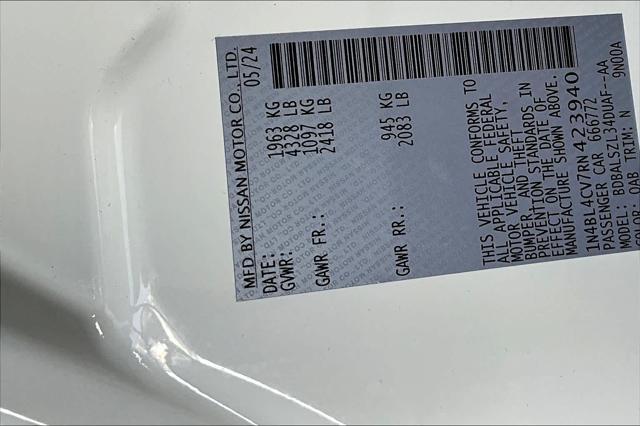 MFD BY NISSAN MOTOR CO., LTD.
DATE: 05/24
GVWR: 1963 KG
4328 LB
GAWR FR.: 1097 KG
2418 LB
GAWR RR.: 945 KG
2083 LB
THIS VEHICLE CONFORMS TO
ALL APPLICABLE FEDERAL
MOTOR VEHICLE SAFETY,
BUMPER, AND THEFT
PREVENTION STANDARDS IN
EFFECT ON THE DATE OF
MANUFACTURE SHOWN ABOVE.
1N4BL4CV7RN423940
PASSENGER CAR 666772
MODEL: BDBALSZL34DUAF--AA
COLOR: QAB TRIM: N 9N00A